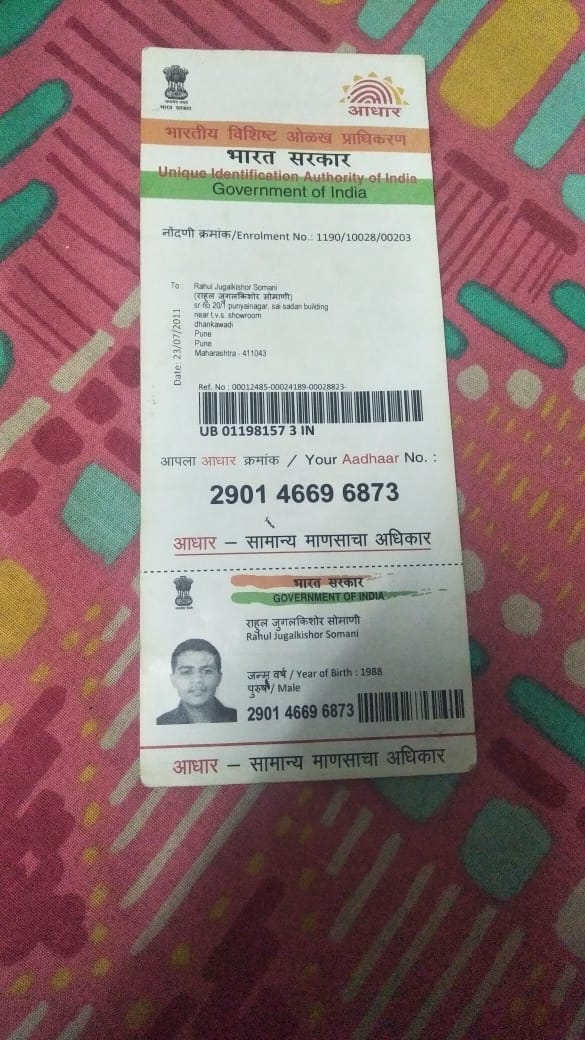 भारत सरकार
आधार
भारतीय विशिष्ट ओळख प्राधिकरण
भारत सरकार
Unique Identification Authority of India
Government of India
नोंदणी क्रमांक/Enrolment No.: 1190/10028/00203
To
Rahul Jugalkishor Somani
(राहुल जुगलकिशोर सोमाणी)
sr no 20/1 punyainagar, sai sadan building
near t.v.s. showroom
dhankawadi
Pune
Pune
Maharashtra - 411043
Date: 23/07/2011
Ref. No : 00012485-00024189-00028823-
UB 01198157 3 IN
आपला आधार क्रमांक / Your Aadhaar No. :
2901 4669 6873
आधार – सामान्य माणसाचा अधिकार
भारत सरकार
GOVERNMENT OF INDIA
राहुल जुगलकिशोर सोमाणी
Rahul Jugalkishor Somani
जन्म वर्ष / Year of Birth : 1988
पुरुष / Male
2901 4669 6873
आधार – सामान्य माणसाचा अधिकार